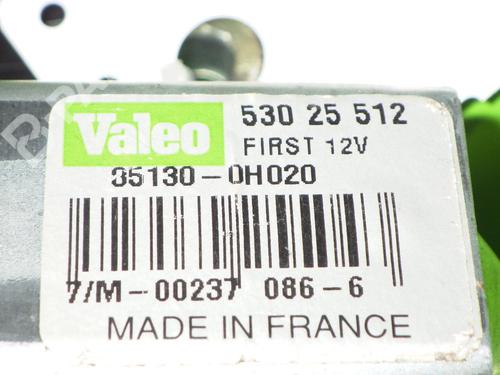 Valeo
530 25 512
FIRST 12V
85130-0H020
7/M-00237 086-6
MADE IN FRANCE